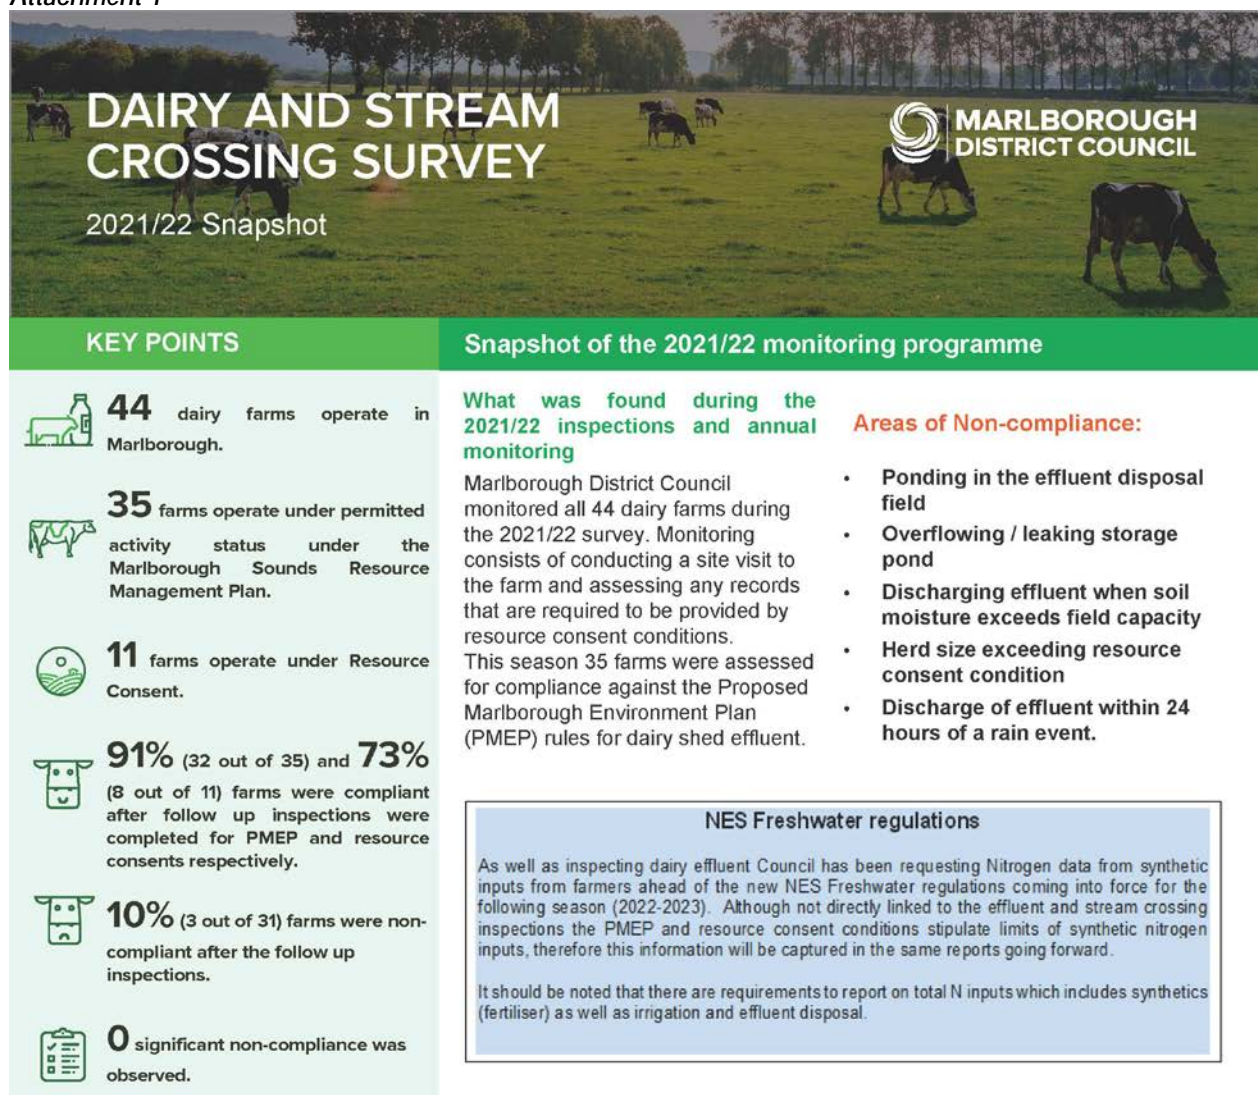 Attachment 1
DAIRY AND STREAM
CROSSING SURVEY
2021/22 Snapshot
MARLBOROUGH
DISTRICT COUNCIL
KEY POINTS
44 dairy farms operate in
Marlborough.
35 farms operate under permitted
activity status under the
Marlborough Sounds Resource
Management Plan.
11 farms operate under Resource
Consent.
91% (32 out of 35) and 73%
(8 out of 11) farms were compliant
after follow up inspections were
completed for PMEP and resource
consents respectively.
10% (3 out of 31) farms were non-
compliant after the follow up
inspections.
0 significant non-compliance was
observed.
Snapshot of the 2021/22 monitoring programme
What was found during the
2021/22 inspections and annual
monitoring
Marlborough District Council
monitored all 44 dairy farms during
the 2021/22 survey. Monitoring
consists of conducting a site visit to
the farm and assessing any records
that are required to be provided by
resource consent conditions.
This season 35 farms were assessed
for compliance against the Proposed
Marlborough Environment Plan
(PMEP) rules for dairy shed effluent.
Areas of Non-compliance:
• Ponding in the effluent disposal
field
• Overflowing / leaking storage
pond
• Discharging effluent when soil
moisture exceeds field capacity
• Herd size exceeding resource
consent condition
• Discharge of effluent within 24
hours of a rain event.
NES Freshwater regulations
As well as inspecting dairy effluent Council has been requesting Nitrogen data from synthetic
inputs from farmers ahead of the new NES Freshwater regulations coming into force for the
following season (2022-2023). Although not directly linked to the effluent and stream crossing
inspections the PMEP and resource consent conditions stipulate limits of synthetic nitrogen
inputs, therefore this information will be captured in the same reports going forward.
It should be noted that there are requirements to report on total N inputs which includes synthetics
(fertiliser) as well as irrigation and effluent disposal.